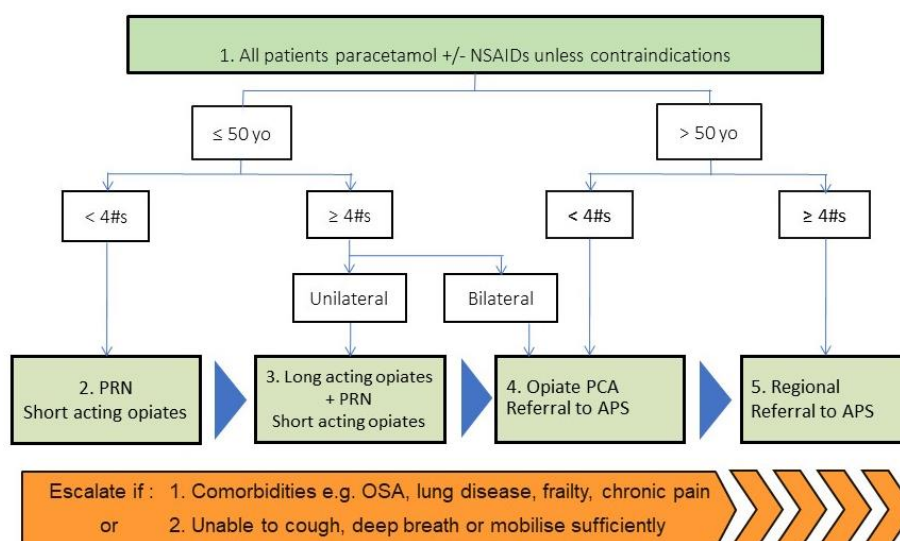 1. All patients paracetamol +/- NSAIDs unless contraindications
≤ 50 yo
> 50 yo
< 4#s
≥ 4#s
< 4#s
≥ 4#s
Unilateral
Bilateral
2. PRN
Short acting opiates
3. Long acting opiates
+ PRN
Short acting opiates
4. Opiate PCA
Referral to APS
5. Regional
Referral to APS
Escalate if : 1. Comorbidities e.g. OSA, lung disease, frailty, chronic pain
or 2. Unable to cough, deep breath or mobilise sufficiently